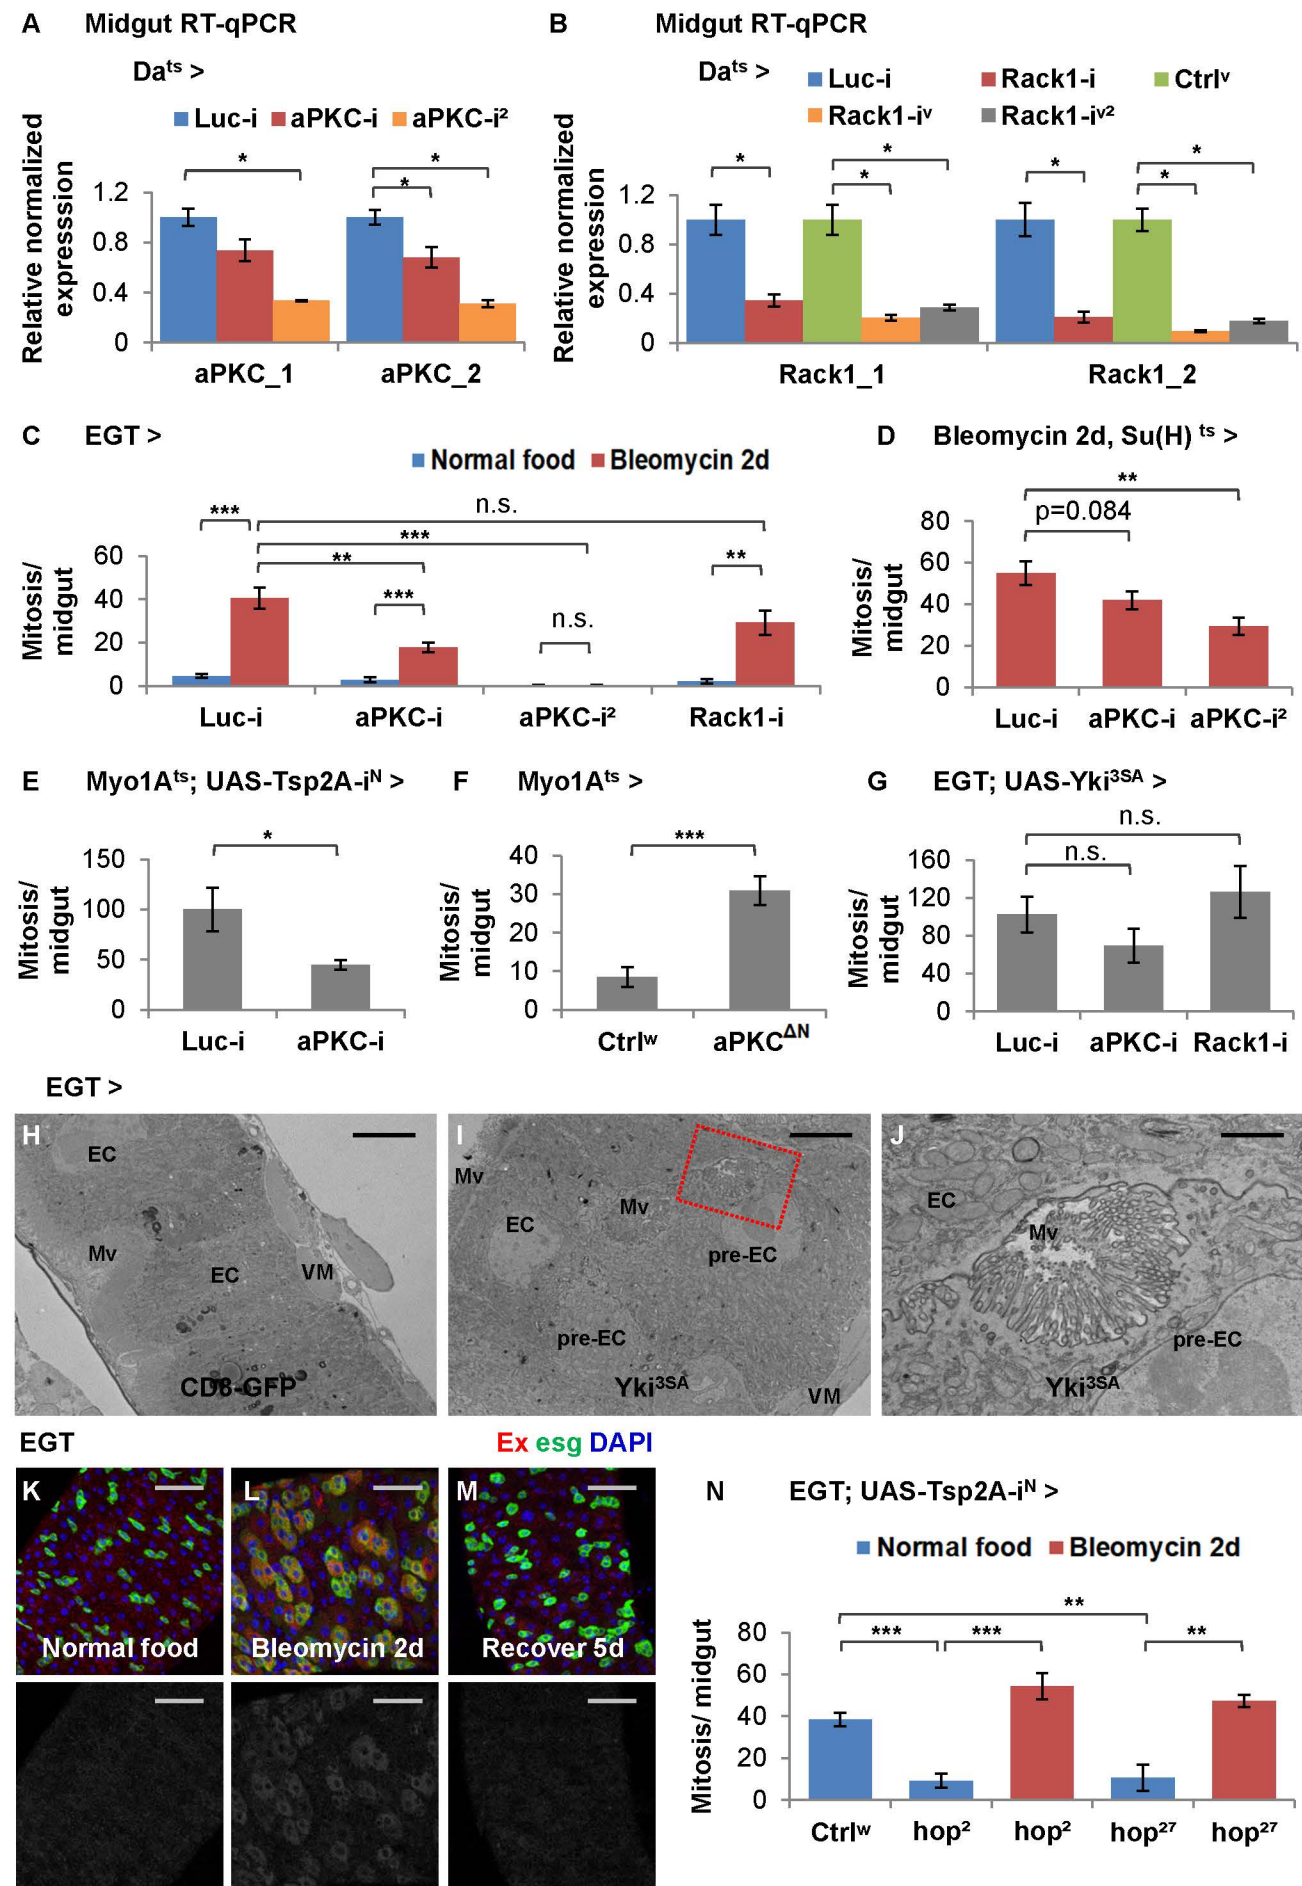 A Midgut RT-qPCR
Daᵗˢ >
Luc-i aPKC-i aPKC-i²
Relative normalized
expresssion
1.2
0.8
0.4
0
* * *
aPKC_1 aPKC_2
B Midgut RT-qPCR
Daᵗˢ >
Luc-i Rack1-i Ctrlᵛ
Rack1-iᵛ Rack1-iᵛ²
Relative normalized
expression
1.2
0.8
0.4
0
* * * * * *
Rack1_1 Rack1_2
C EGT >
Normal food Bleomycin 2d
Mitosis/
midgut
60
40
20
0
n.s.
*** ***
** **
*** n.s.
Luc-i aPKC-i aPKC-i² Rack1-i
D Bleomycin 2d, Su(H) ᵗˢ >
Mitosis/
midgut
80
60
40
20
0
**
p=0.084
Luc-i aPKC-i aPKC-i²
E Myo1Aᵗˢ; UAS-Tsp2A-iᴺ >
Mitosis/
midgut
150
100
50
0
*
Luc-i aPKC-i
F Myo1Aᵗˢ >
Mitosis/
midgut
40
30
20
10
0
***
Ctrlʷ aPKC^ΔN
G EGT; UAS-Yki³ˢᴬ >
Mitosis/
midgut
160
120
80
40
0
n.s.
n.s.
Luc-i aPKC-i Rack1-i
EGT >
H
EC
Mv
EC
VM
CD8-GFP
I
Mv
EC
Mv
pre-EC
pre-EC
Yki³ˢᴬ
VM
J
EC
Mv
pre-EC
Yki³ˢᴬ
EGT Ex esg DAPI
K
Normal food
L
Bleomycin 2d
M
Recover 5d
N EGT; UAS-Tsp2A-iᴺ >
Normal food Bleomycin 2d
Mitosis/ midgut
80
60
40
20
0
**
*** *** **
Ctrlʷ hop² hop² hop²⁷ hop²⁷